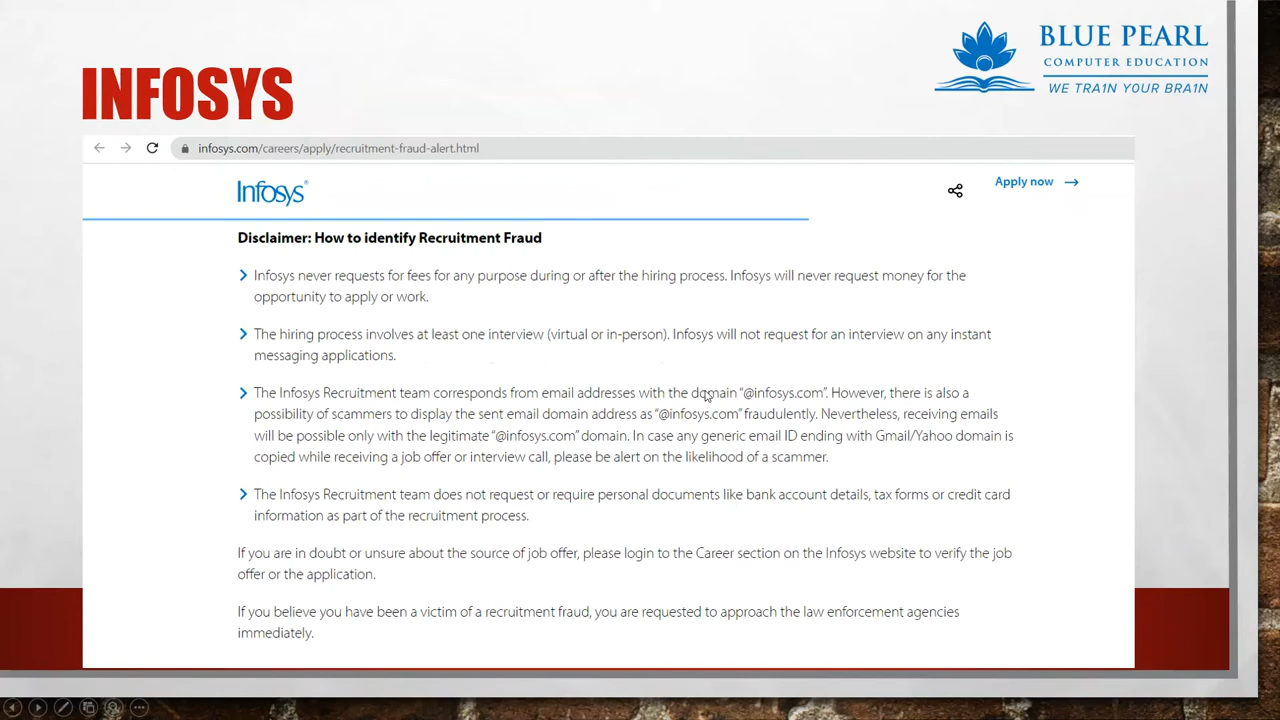 BLUE PEARL
COMPUTER EDUCATION
WE TRA1N YOUR BRA1N
INFOSYS
infosys.com/careers/apply/recruitment-fraud-alert.html
Infosys®
Apply now
Disclaimer: How to identify Recruitment Fraud
Infosys never requests for fees for any purpose during or after the hiring process. Infosys will never request money for the
opportunity to apply or work.
The hiring process involves at least one interview (virtual or in-person). Infosys will not request for an interview on any instant
messaging applications.
The Infosys Recruitment team corresponds from email addresses with the domain "@infosys.com". However, there is also a
possibility of scammers to display the sent email domain address as "@infosys.com" fraudulently. Nevertheless, receiving emails
will be possible only with the legitimate "@infosys.com" domain. In case any generic email ID ending with Gmail/Yahoo domain is
copied while receiving a job offer or interview call, please be alert on the likelihood of a scammer.
The Infosys Recruitment team does not request or require personal documents like bank account details, tax forms or credit card
information as part of the recruitment process.
If you are in doubt or unsure about the source of job offer, please login to the Career section on the Infosys website to verify the job
offer or the application.
If you believe you have been a victim of a recruitment fraud, you are requested to approach the law enforcement agencies
immediately.